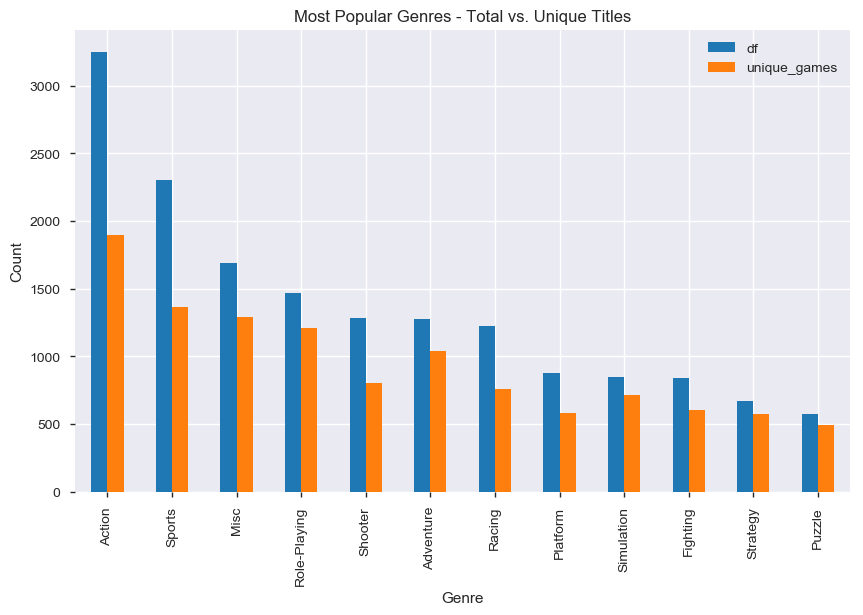 Most Popular Genres - Total vs. Unique Titles
df
unique_games
3000
2500
2000
1500
1000
500
0
Count
Action
Sports
Misc
Role-Playing
Shooter
Adventure
Racing
Platform
Simulation
Fighting
Strategy
Puzzle
Genre